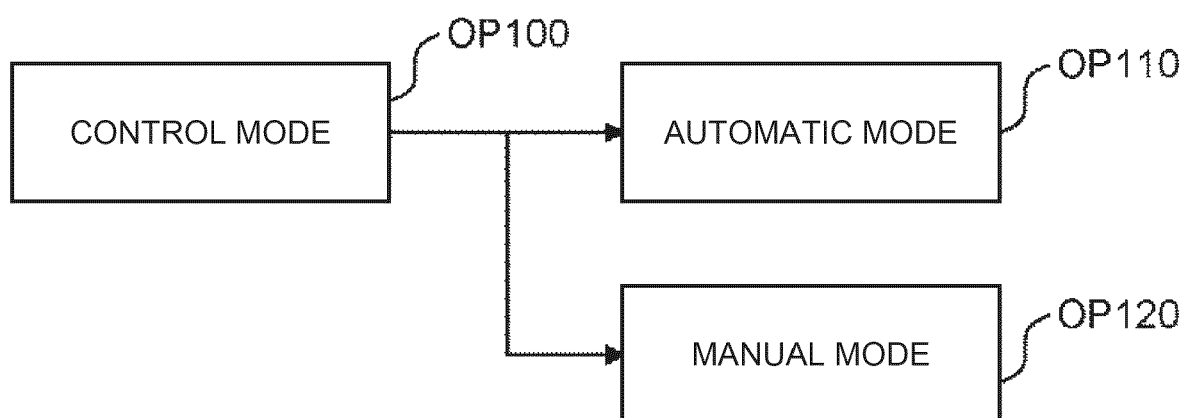 OP100
CONTROL MODE
OP110
AUTOMATIC MODE
OP120
MANUAL MODE